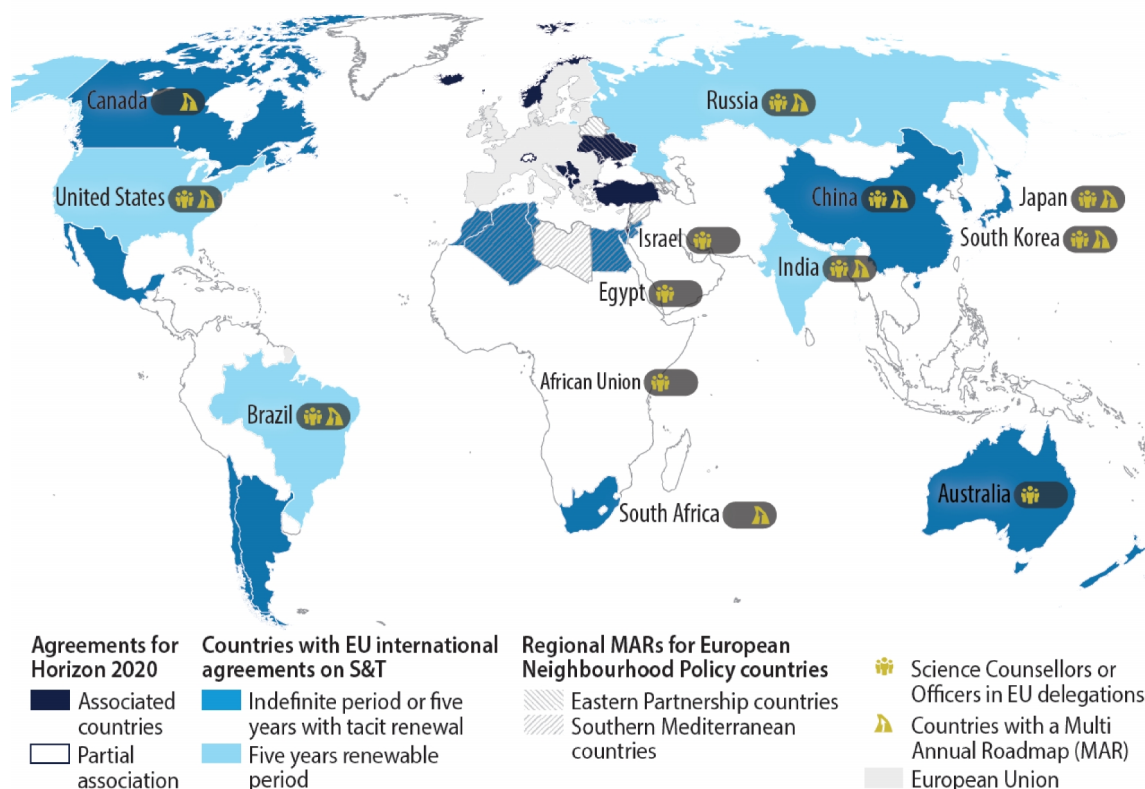 Canada
Russia
United States
China
Japan
Israel
South Korea
India
Egypt
African Union
Brazil
Australia
South Africa
Agreements for
Horizon 2020
Associated
countries
Partial
association
Countries with EU international
agreements on S&T
Indefinite period or five
years with tacit renewal
Five years renewable
period
Regional MARs for European
Neighbourhood Policy countries
Eastern Partnership countries
Southern Mediterranean
countries
Science Counsellors or
Officers in EU delegations
Countries with a Multi
Annual Roadmap (MAR)
European Union